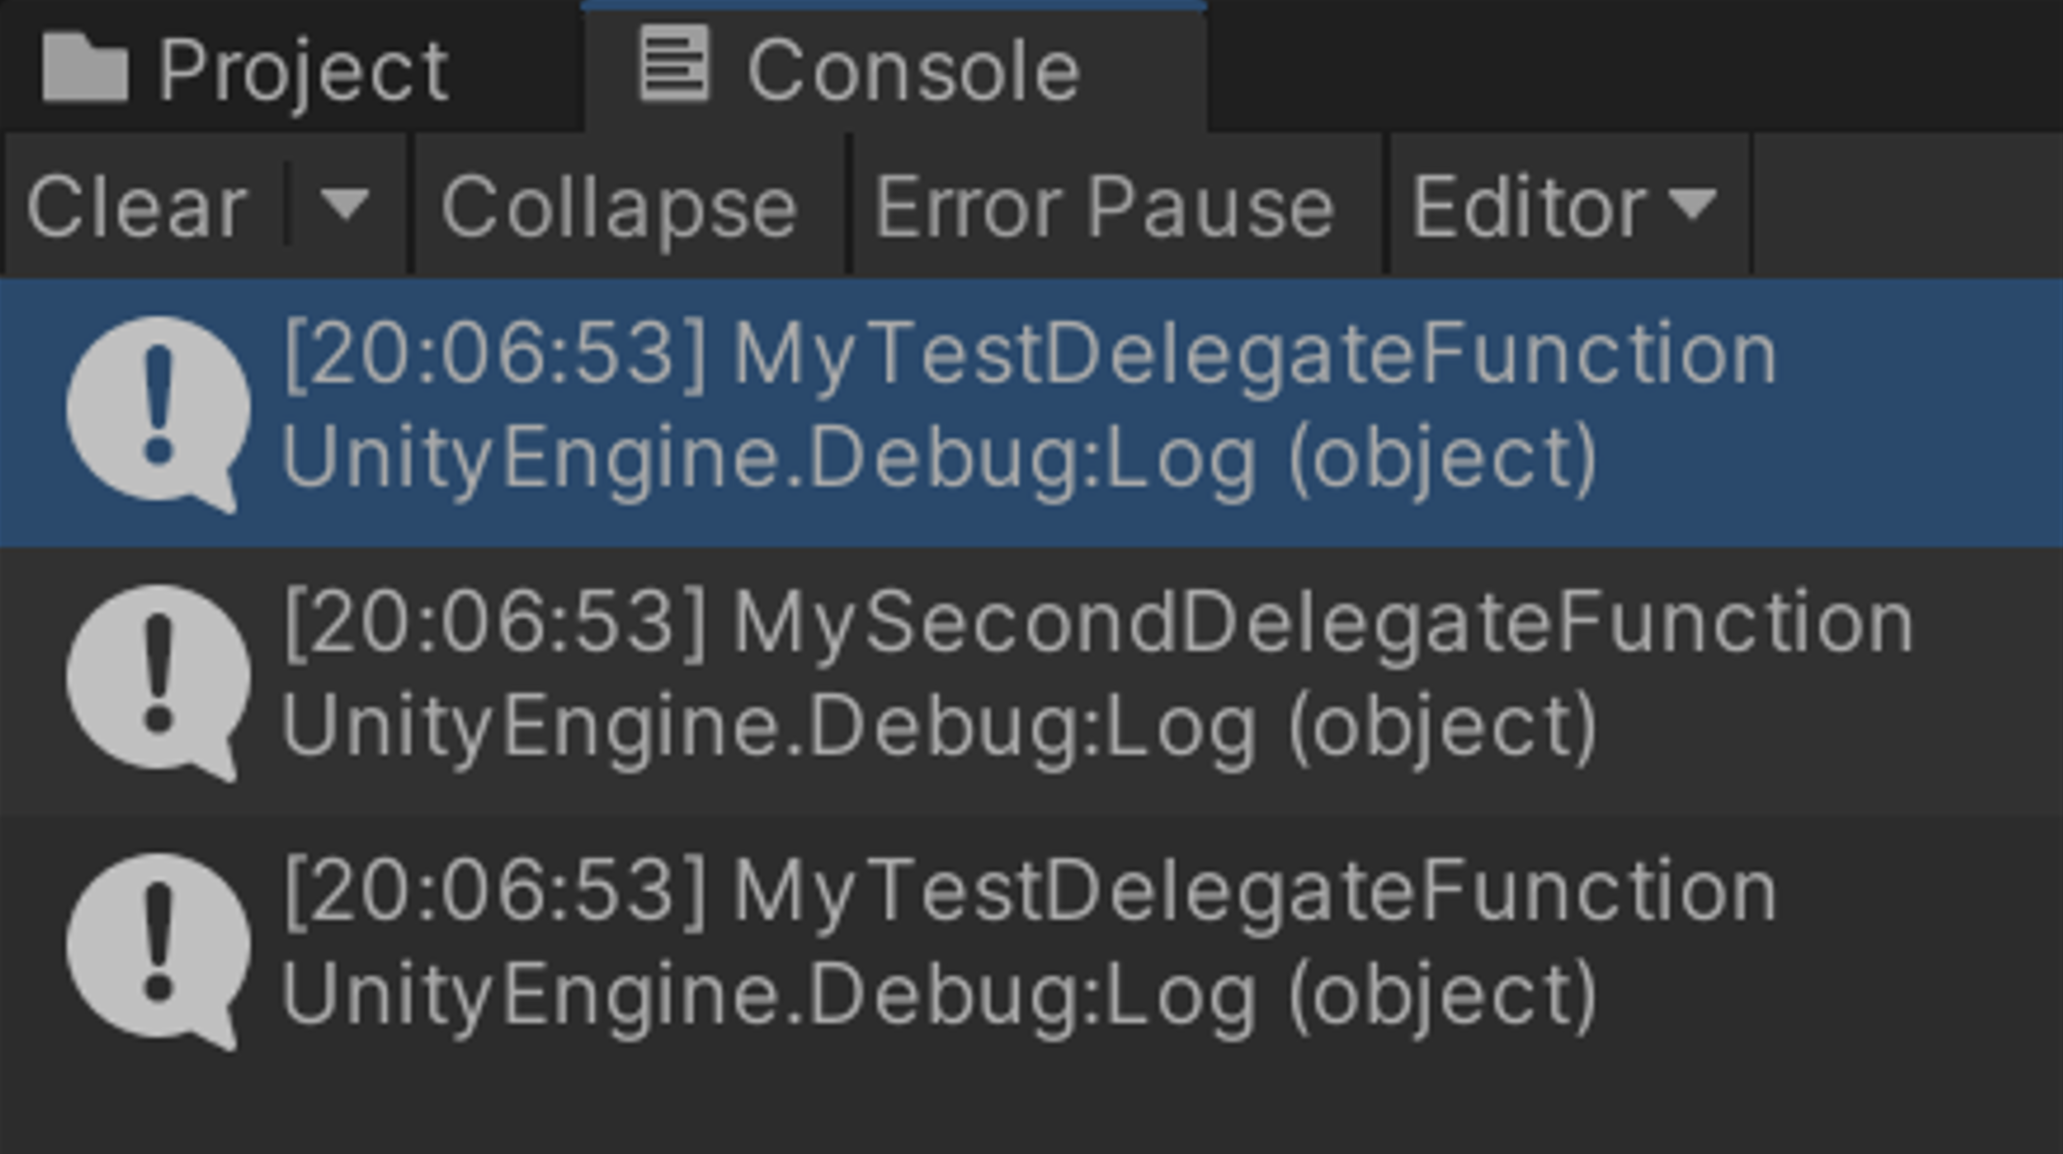 Project Console
Clear Collapse Error Pause Editor
[20:06:53] MyTestDelegateFunction
UnityEngine.Debug:Log (object)
[20:06:53] MySecondDelegateFunction
UnityEngine.Debug:Log (object)
[20:06:53] MyTestDelegateFunction
UnityEngine.Debug:Log (object)